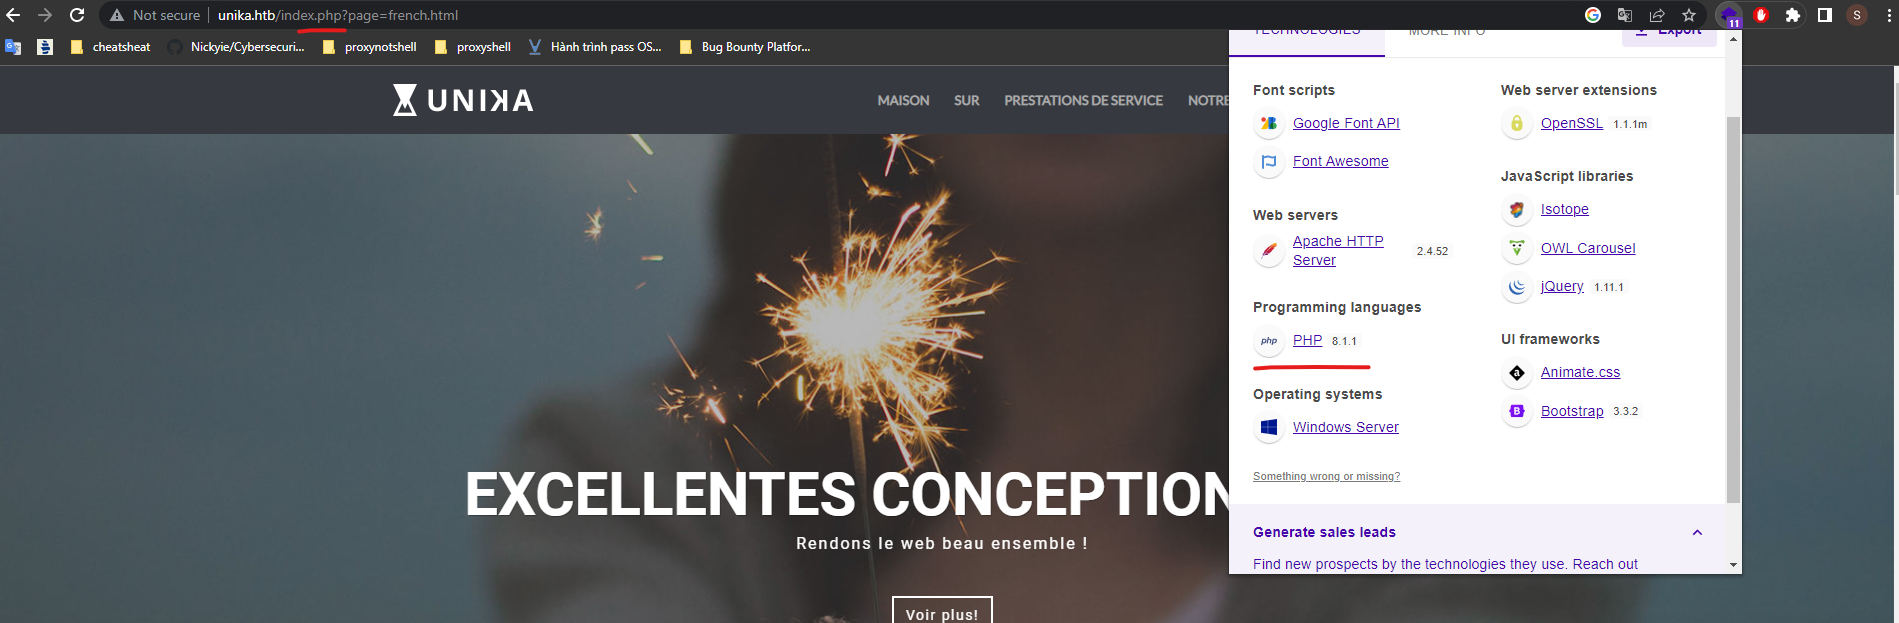 Not secure unika.htb/index.php?page=french.html S 11
cheatsheat Nickyie/Cybersecuri... proxynotshell proxyshell Hành trình pass OS... Bug Bounty Platfor...
TECHNOLOGIES MORE INFO Export
UNIKA MAISON SUR PRESTATIONS DE SERVICE NOTRE
EXCELLENTES CONCEPTION
Rendons le web beau ensemble !
Voir plus!
Font scripts
Google Font API
Font Awesome
Web servers
Apache HTTP
Server 2.4.52
Programming languages
php PHP 8.1.1
Operating systems
Windows Server
Something wrong or missing?
Web server extensions
OpenSSL 1.1.1m
JavaScript libraries
Isotope
OWL Carousel
jQuery 1.11.1
UI frameworks
a Animate.css
B Bootstrap 3.3.2
Generate sales leads
Find new prospects by the technologies they use. Reach out